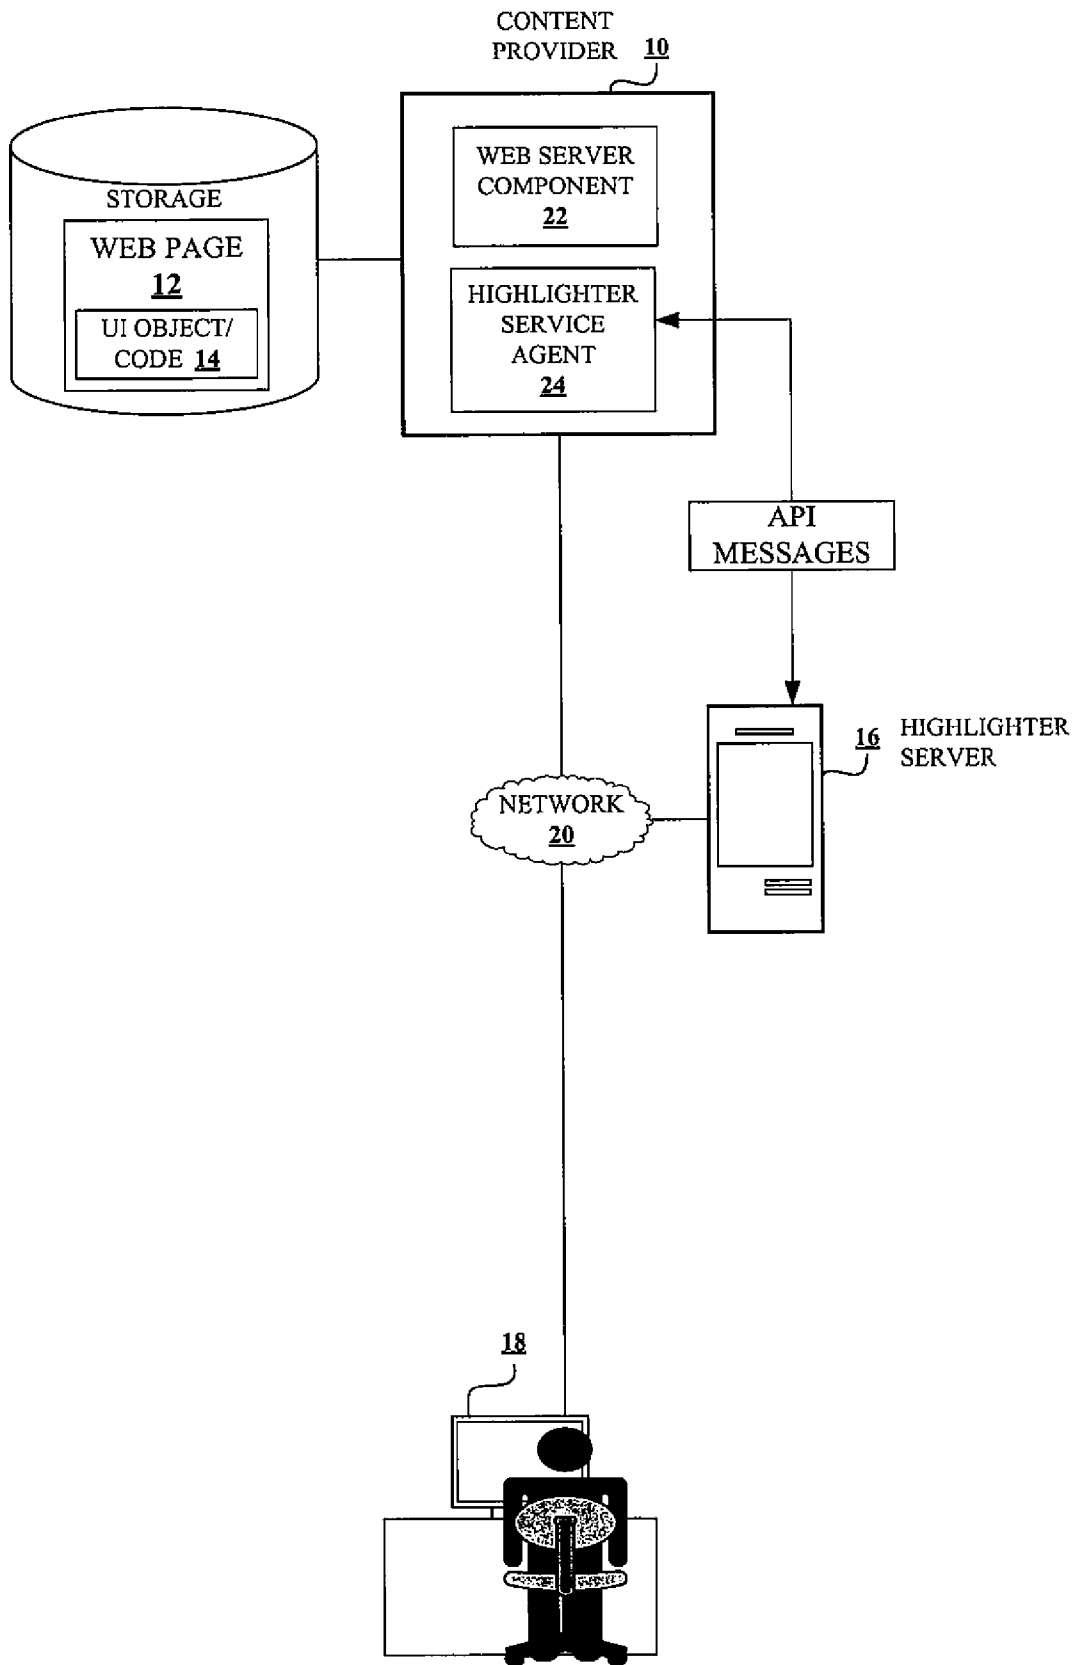 CONTENT
PROVIDER 10
STORAGE
WEB PAGE
12
UI OBJECT/
CODE 14
WEB SERVER
COMPONENT
22
HIGHLIGHTER
SERVICE
AGENT
24
API
MESSAGES
16 HIGHLIGHTER
SERVER
NETWORK
20
18